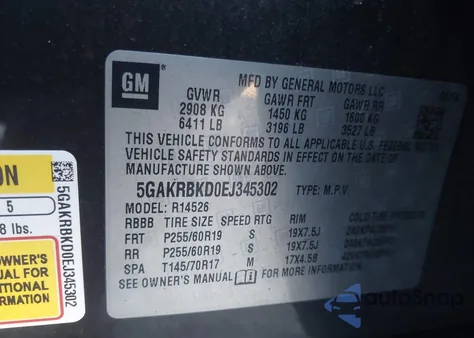 GM
MFD BY GENERAL MOTORS LLC
GVWR GAWR FRT GAWR RR
2908 KG 1450 KG 1600 KG
6411 LB 3196 LB 3527 LB
THIS VEHICLE CONFORMS TO ALL APPLICABLE U.S. FEDERAL MOTOR
VEHICLE SAFETY STANDARDS IN EFFECT ON THE DATE OF
MANUFACTURE SHOWN ABOVE.
5GAKRBKD0EJ345302 TYPE: M.P.V.
MODEL: R14526
RBBB TIRE SIZE SPEED RTG RIM
FRT P255/60R19 S 19X7.5J
RR P255/60R19 S 19X7.5J
SPA T145/70R17 M 17X4.5B
SEE OWNER'S MANUAL FOR MORE INFORMATION
ON
5
8 lbs.
OWNER'S
UAL FOR
TIONAL
MATION
5GAKRBKD0EJ345302
autoSnap